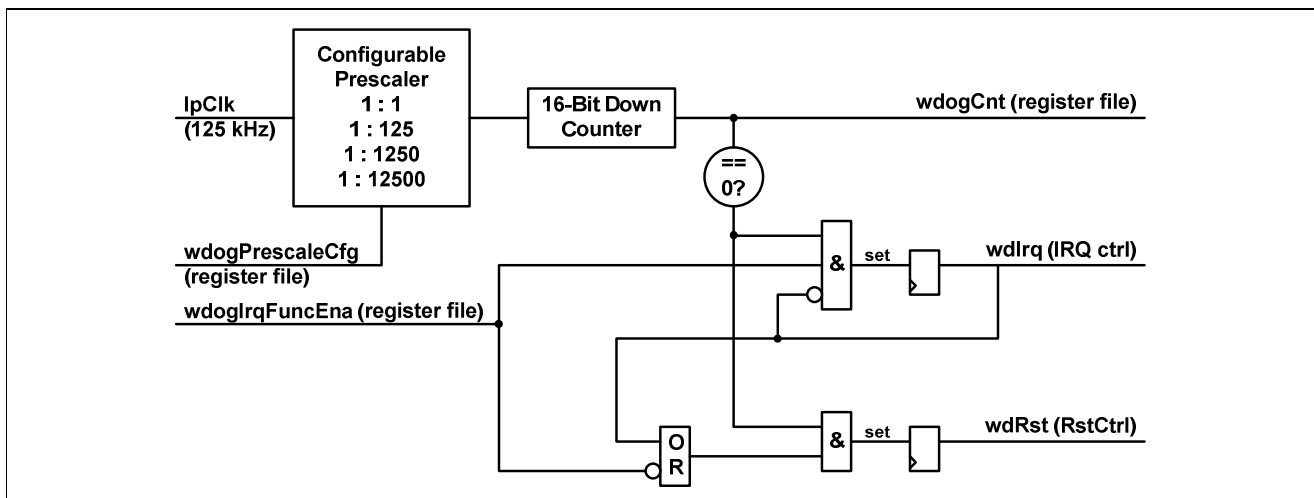 Configurable
Prescaler
1 : 1
1 : 125
1 : 1250
1 : 12500
lpClk
(125 kHz)
16-Bit Down
Counter
wdogCnt (register file)
==
0?
wdogPrescaleCfg
(register file)
wdogIrqFuncEna (register file)
&
set
wdIrq (IRQ ctrl)
O
R
&
set
wdRst (RstCtrl)